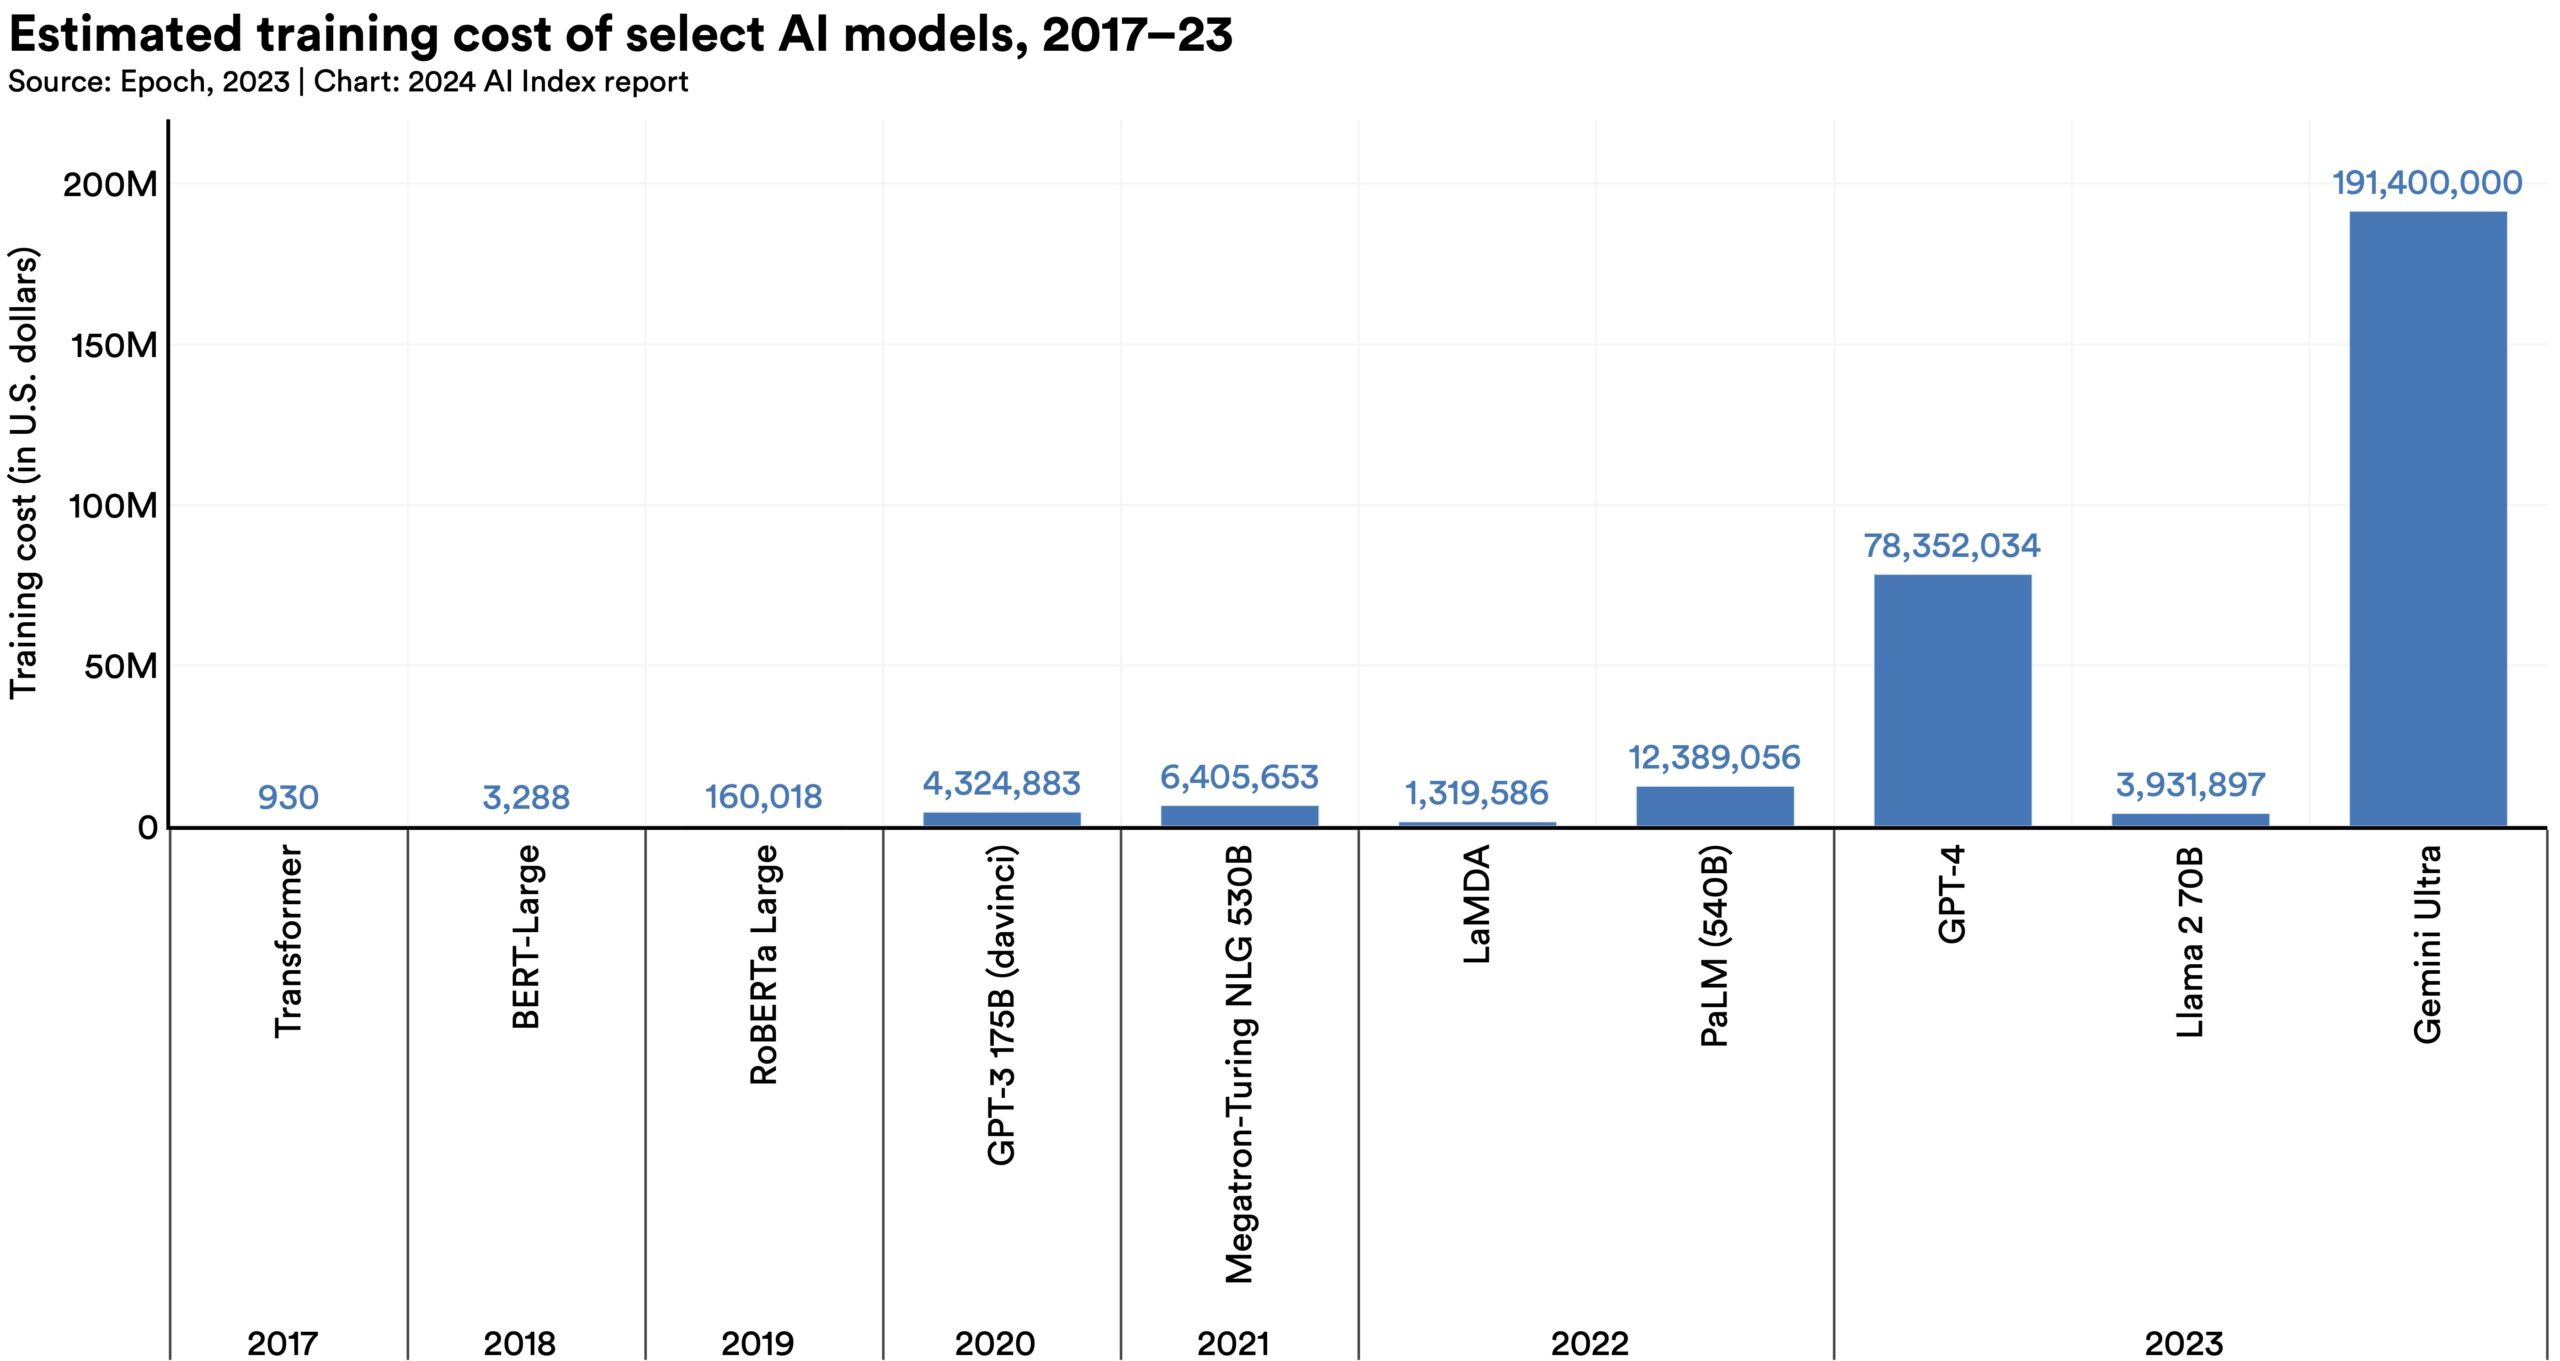 Estimated training cost of select AI models, 2017–23
Source: Epoch, 2023 | Chart: 2024 AI Index report
Training cost (in U.S. dollars)
200M
150M
100M
50M
0
930
3,288
160,018
4,324,883
6,405,653
1,319,586
12,389,056
78,352,034
3,931,897
191,400,000
Transformer
BERT-Large
RoBERTa Large
GPT-3 175B (davinci)
Megatron-Turing NLG 530B
LaMDA
PaLM (540B)
GPT-4
Llama 2 70B
Gemini Ultra
2017
2018
2019
2020
2021
2022
2023